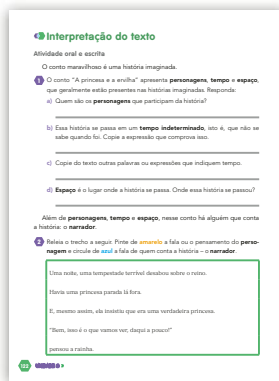 Interpretação do texto
Atividade oral e escrita
O conto maravilhoso é uma história imaginada.
1 O conto "A princesa e a ervilha" apresenta personagens, tempo e espaço,
que geralmente estão presentes nas histórias imaginadas. Responda:
a) Quem são os personagens que participam da história?
b) Essa história se passa em um tempo indeterminado, isto é, que não se
sabe quando foi. Copie a expressão que comprova isso.
c) Copie do texto outras palavras ou expressões que indiquem tempo.
d) Espaço é o lugar onde a história se passa. Onde essa história se passou?
Além de personagens, tempo e espaço, nesse conto há alguém que conta
a história: o narrador.
2 Releia o trecho a seguir. Pinte de amarelo a fala ou o pensamento do perso-
nagem e circule de azul a fala de quem conta a história – o narrador.
Uma noite, uma tempestade terrível desabou sobre o reino.
Havia uma princesa parada lá fora.
E, mesmo assim, ela insistiu que era uma verdadeira princesa.
"Bem, isso é o que vamos ver, daqui a pouco!"
pensou a rainha.